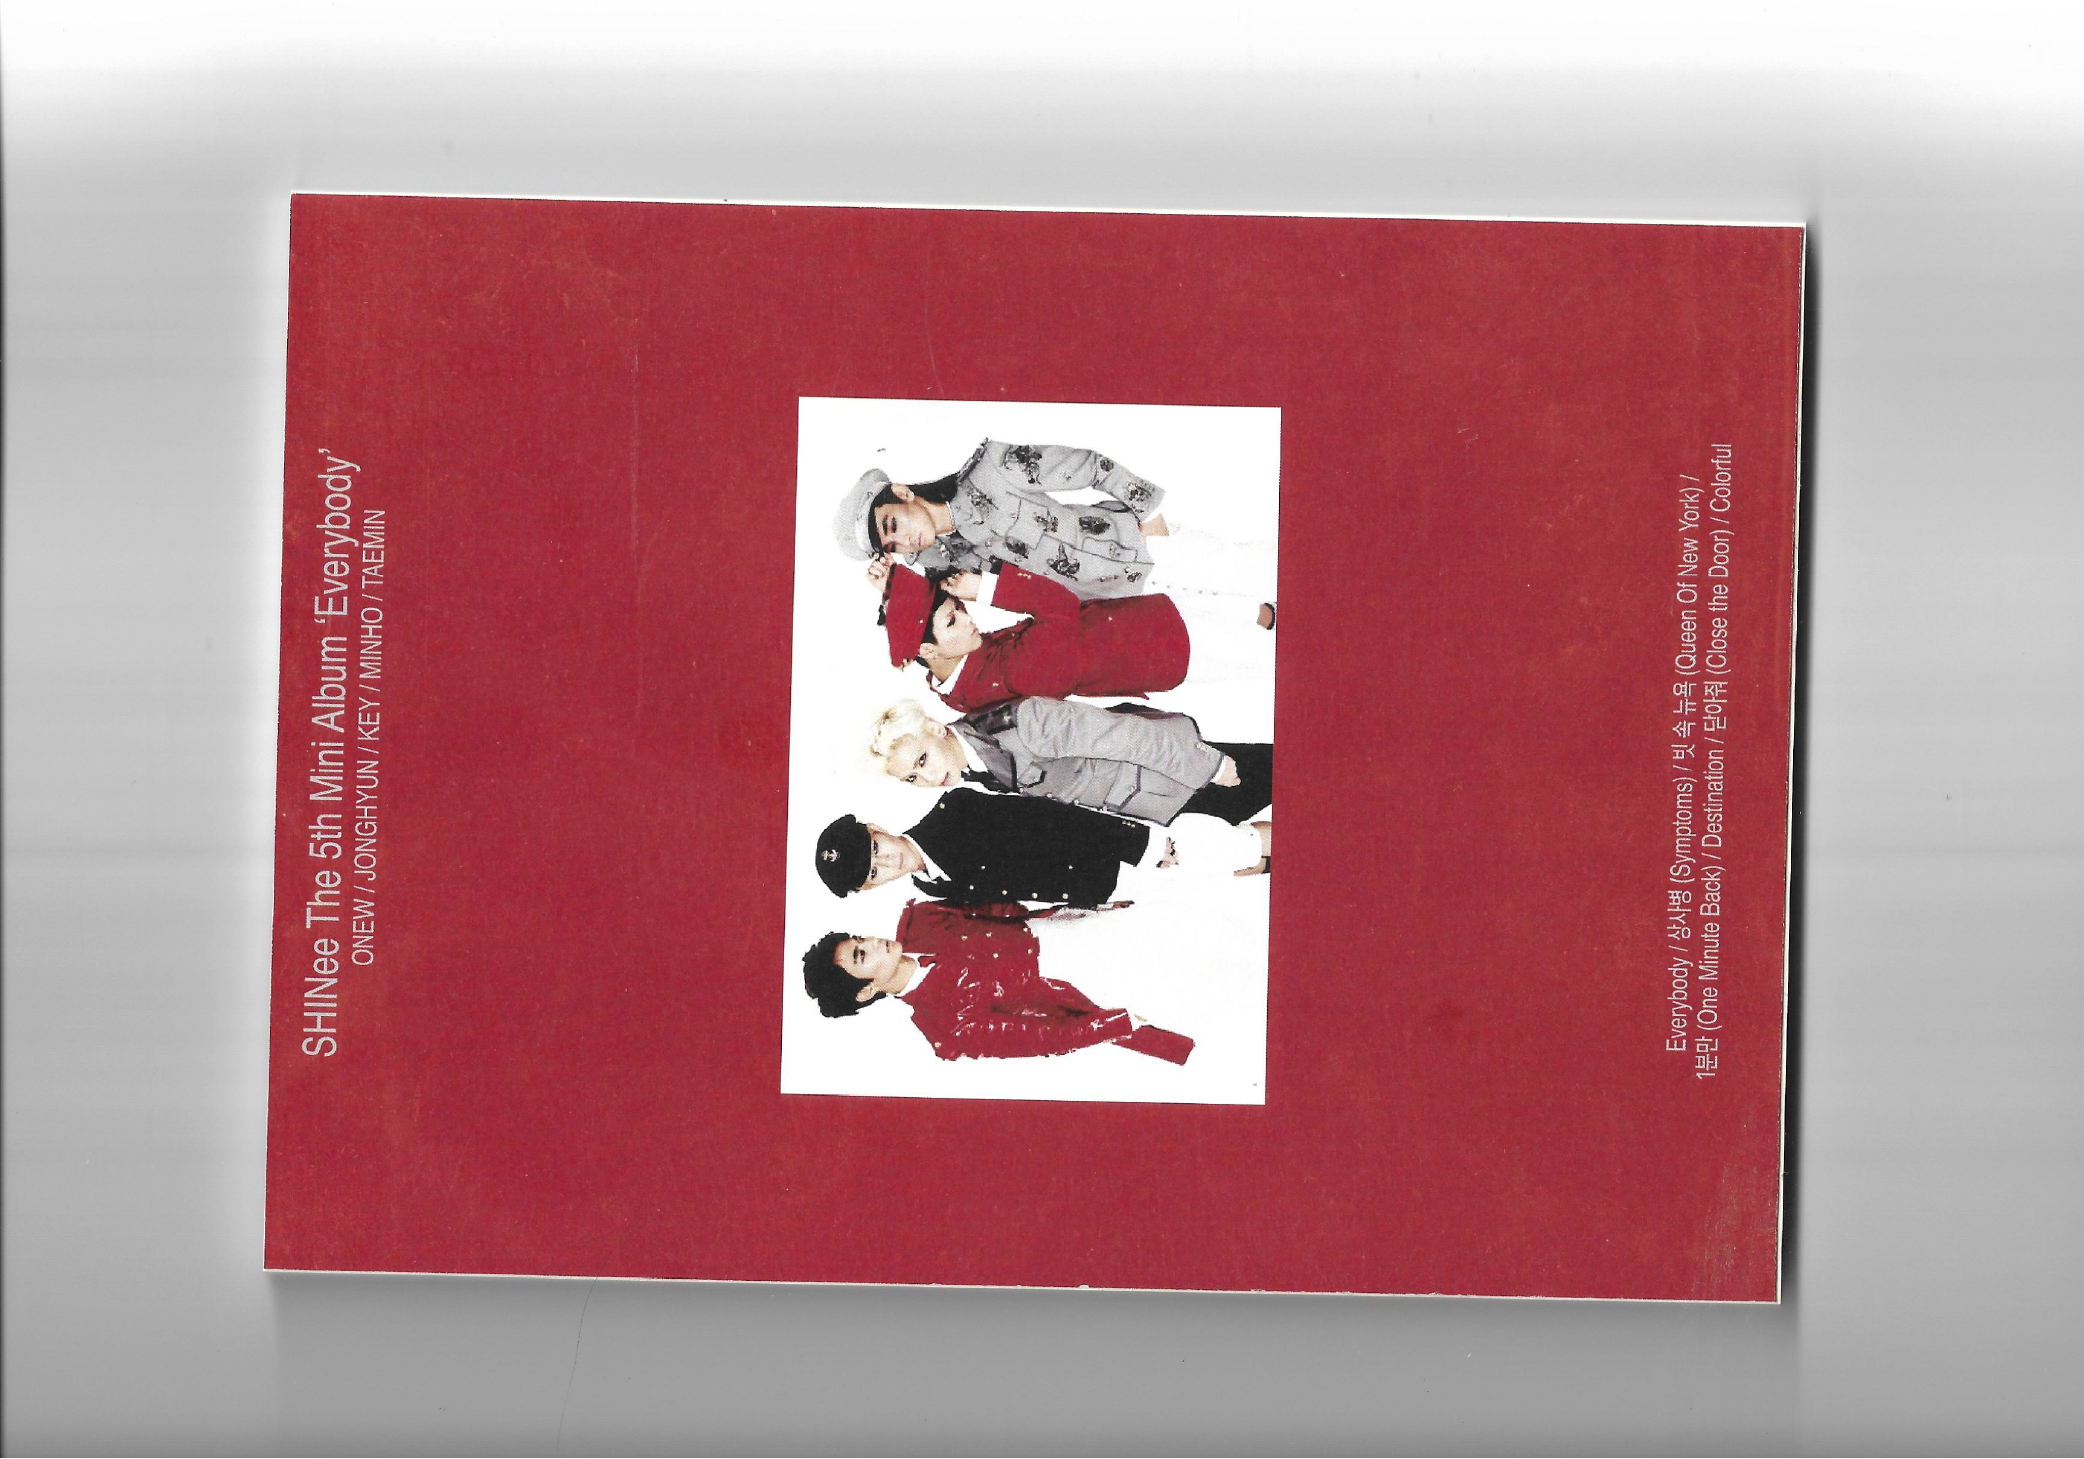 SHINee The 5th Mini Album ‘Everybody’
ONEW / JONGHYUN / KEY / MINHO / TAEMIN
Everybody / 상사병 (Symptoms) / 빗 속 뉴욕 (Queen Of New York) /
1분만 (One Minute Back) / Destination / 닫아줘 (Close the Door) / Colorful